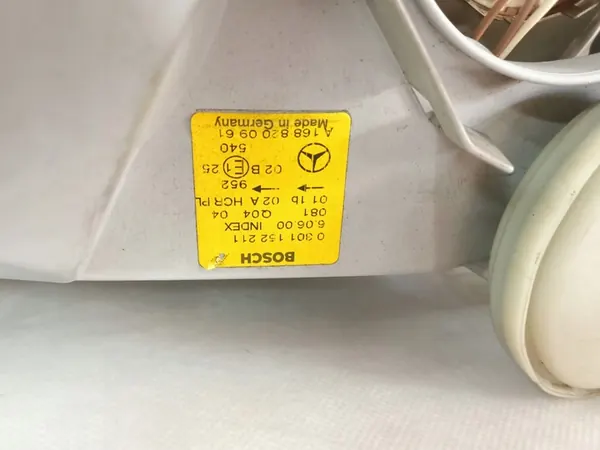 BOSCH
0 301 152 211
6.06.00 INDEX
081 Q04 04
01 1b 02 A HCR PL
952
02 B E1 25
540
A 168 820 09 61
Made in Germany